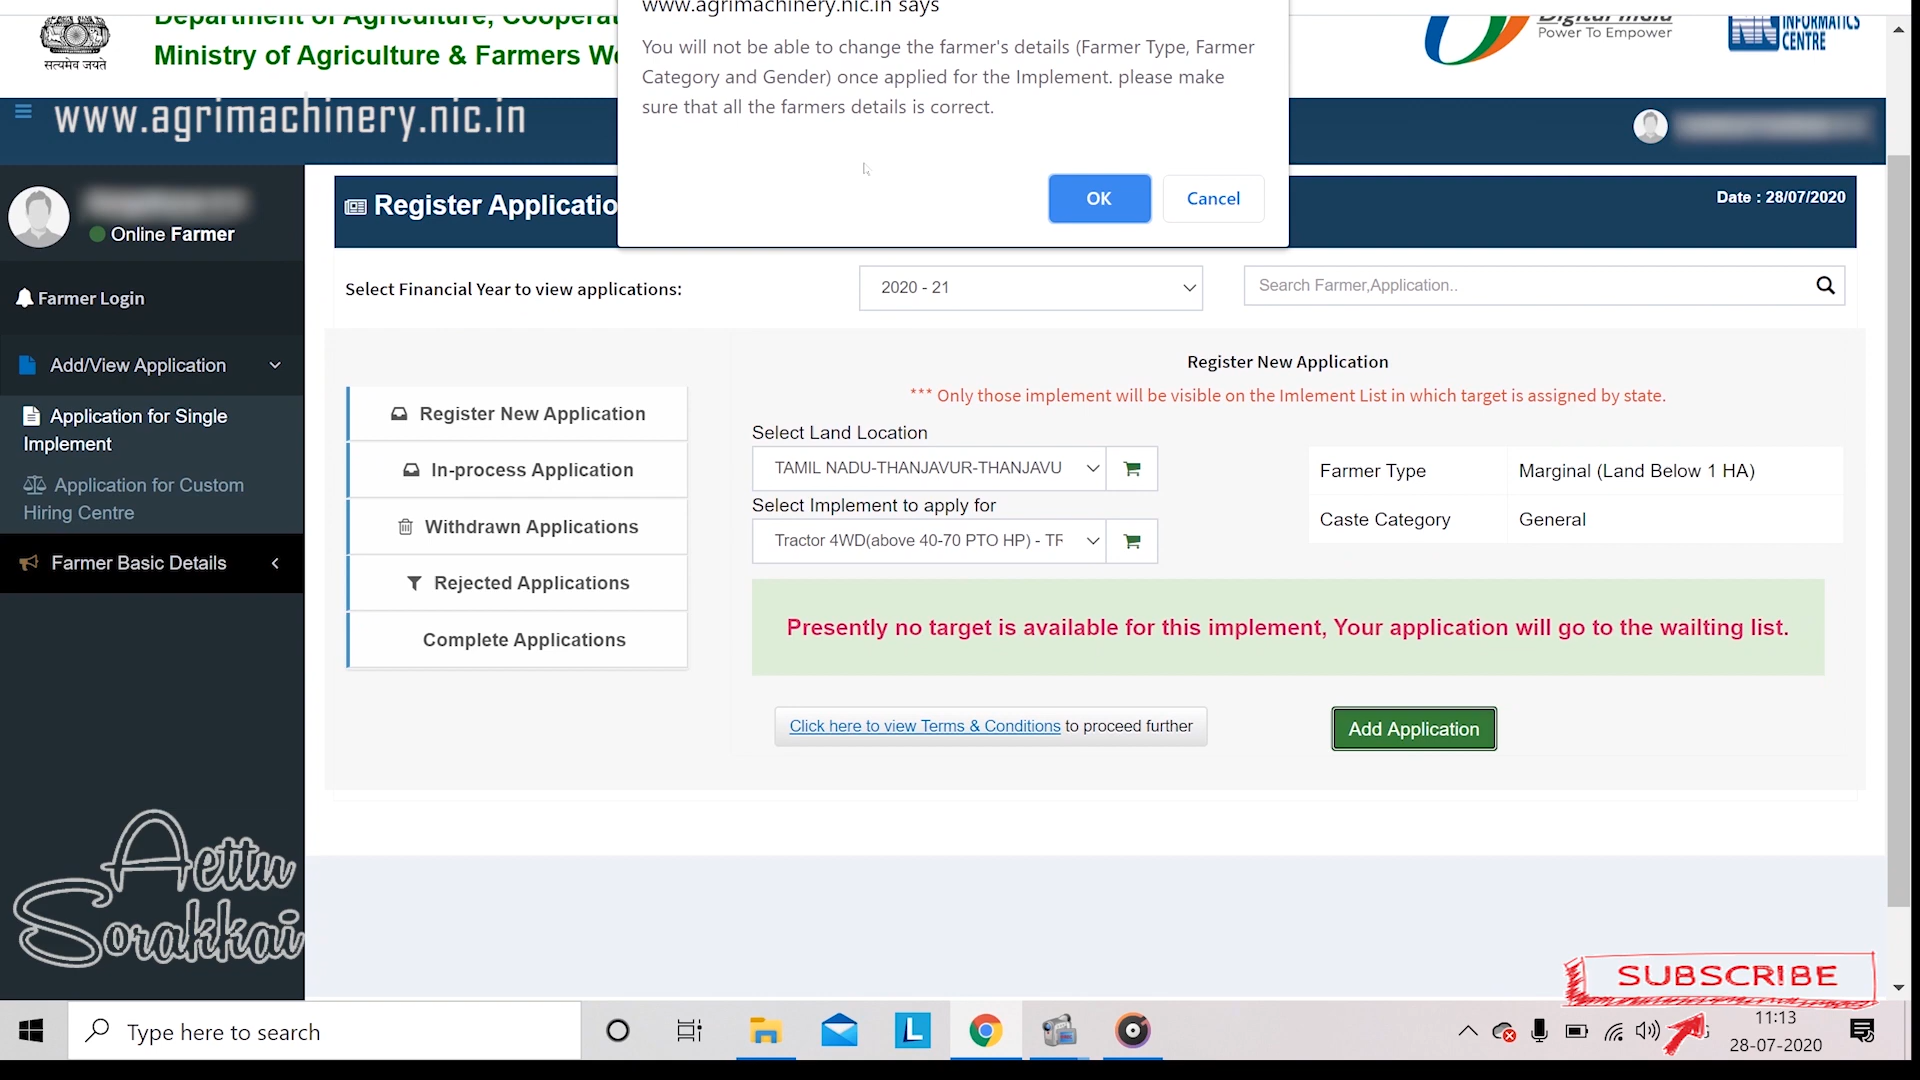 www.agrimachinery.nic.in says
Department of Agriculture,
Ministry of Agriculture & Farmers
सत्यमेव जयते
You will not be able to change the farmer's details (Farmer Type, Farmer
Category and Gender) once applied for the Implement. please make
sure that all the farmers details is correct.
OK
Cancel
Digital India
Power To Empower
INFORMATICS
CENTRE
www.agrimachinery.nic.in
Online Farmer
Farmer Login
Add/View Application
Application for Single
Implement
Application for Custom
Hiring Centre
Farmer Basic Details
Register Applicatio
Date : 28/07/2020
Select Financial Year to view applications:
2020 - 21
Search Farmer,Application..
Register New Application
In-process Application
Withdrawn Applications
Rejected Applications
Complete Applications
Register New Application
*** Only those implement will be visible on the Imlement List in which target is assigned by state.
Select Land Location
TAMIL NADU-THANJAVUR-THANJAVU
Select Implement to apply for
Tractor 4WD(above 40-70 PTO HP) - TR
Farmer Type
Marginal (Land Below 1 HA)
Caste Category
General
Presently no target is available for this implement, Your application will go to the wailting list.
Click here to view Terms & Conditions to proceed further
Add Application
Aettu
Sorakkai
SUBSCRIBE
Type here to search
L
11:13
28-07-2020